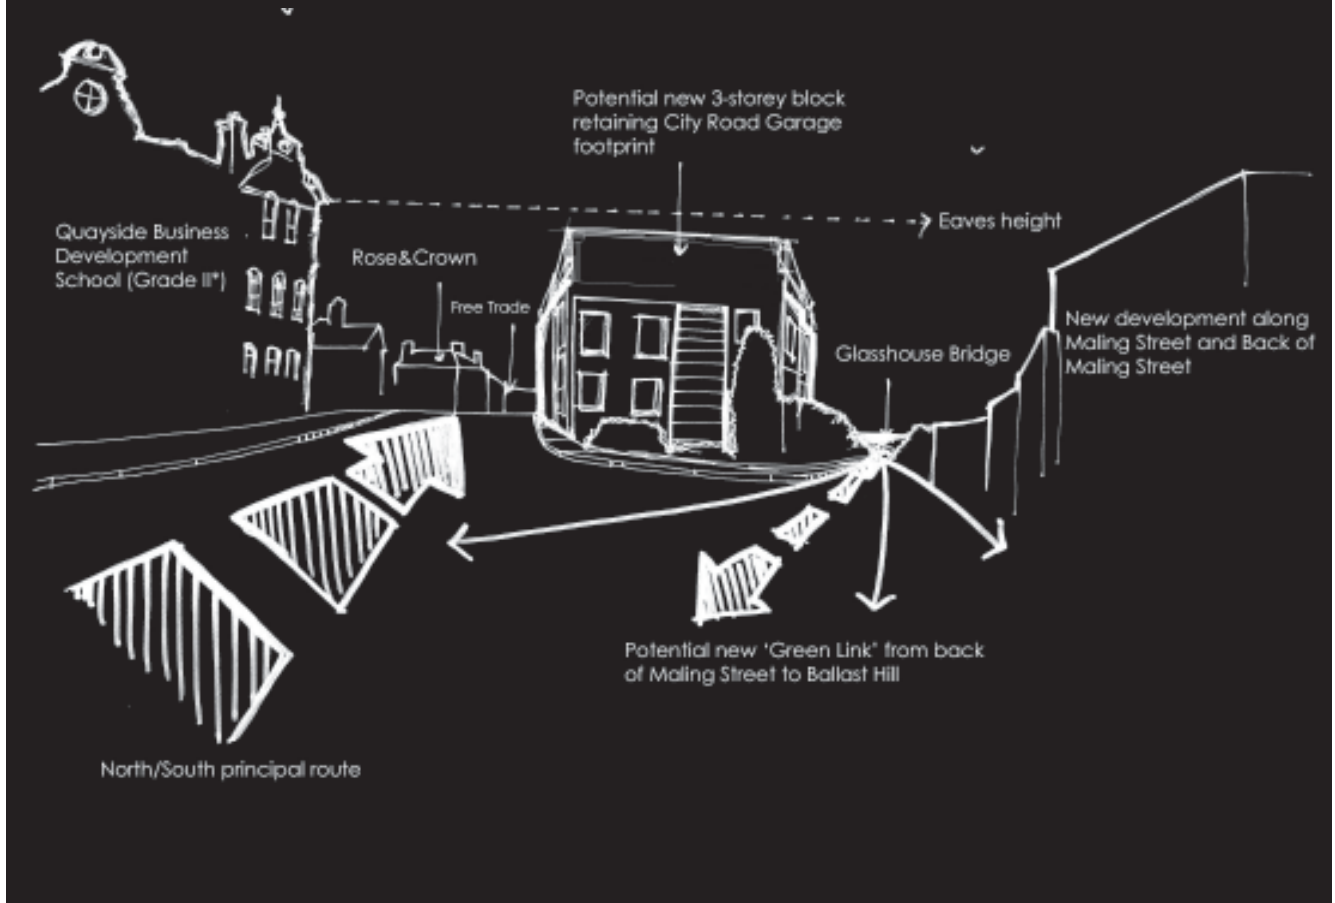 Potential new 3-storey block
retaining City Road Garage
footprint
Eaves height
Quayside Business
Development
School (Grade II*)
Rose&Crown
Free Trade
Glasshouse Bridge
New development along
Maling Street and Back of
Maling Street
Potential new ‘Green Link’ from back
of Maling Street to Ballast Hill
North/South principal route